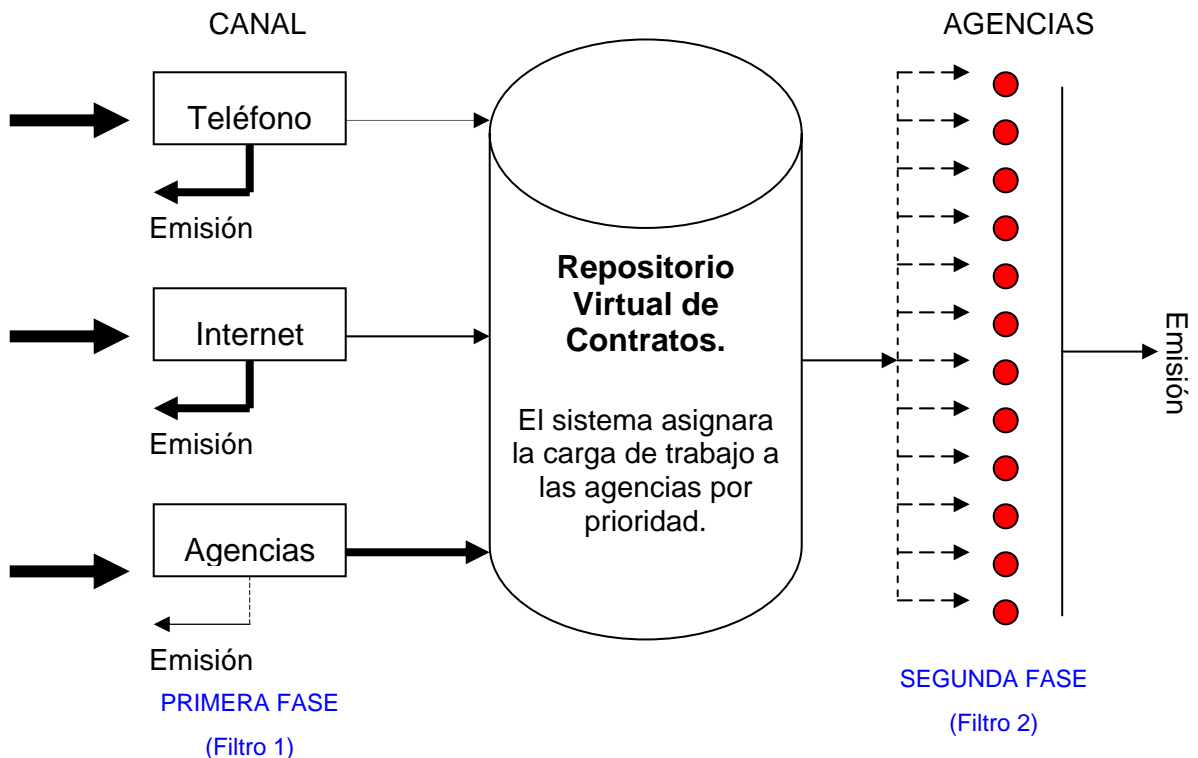 CANAL
AGENCIAS
Teléfono
Emisión
Internet
Emisión
Agencias
Emisión
PRIMERA FASE
(Filtro 1)
Repositorio
Virtual de
Contratos.
El sistema asignara
la carga de trabajo a
las agencias por
prioridad.
Emisión
SEGUNDA FASE
(Filtro 2)